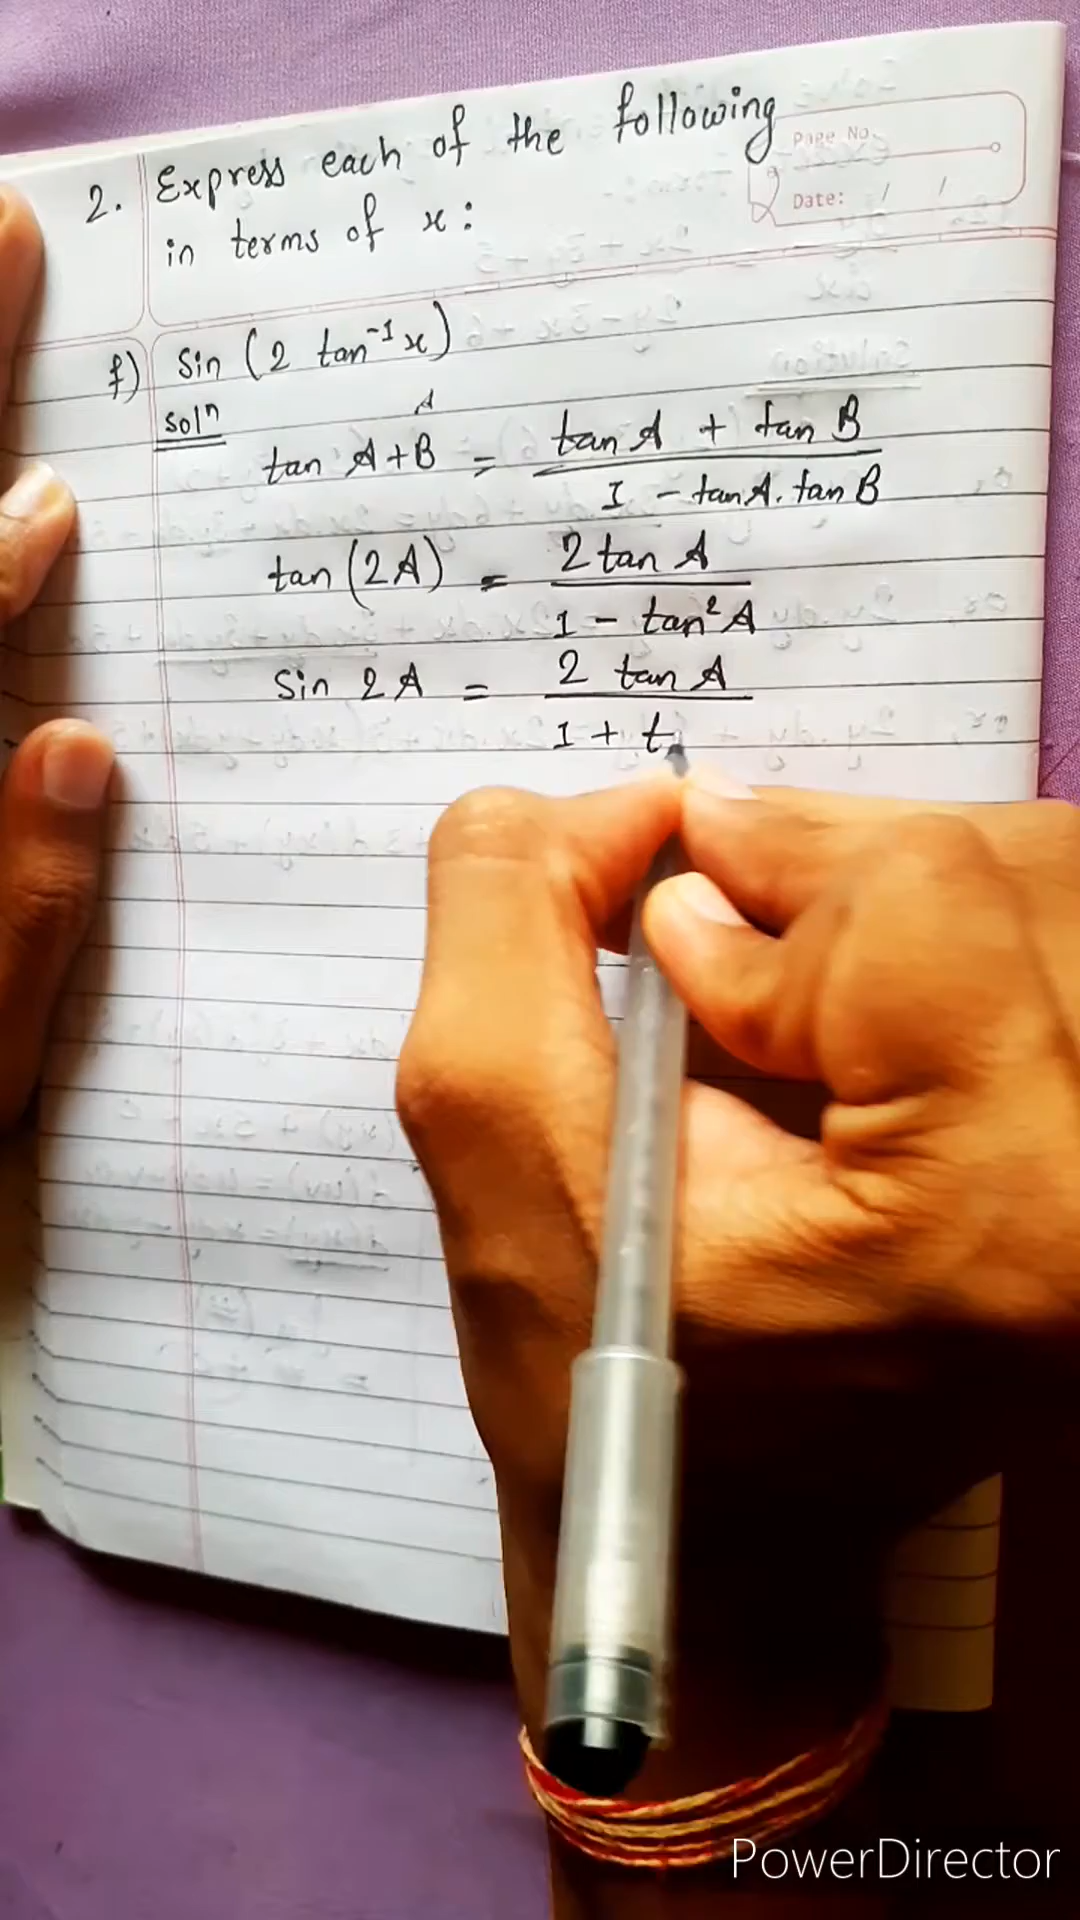 Page No.
Date: / /
2. Express each of the following
in terms of x:
f) Sin (2 tan⁻¹x)
Solⁿ
A
tan A+B = tan A + tan B / 1 - tan A. tan B
tan (2A) = 2 tan A / 1 - tan²A
Sin 2A = 2 tan A / 1 + t
PowerDirector